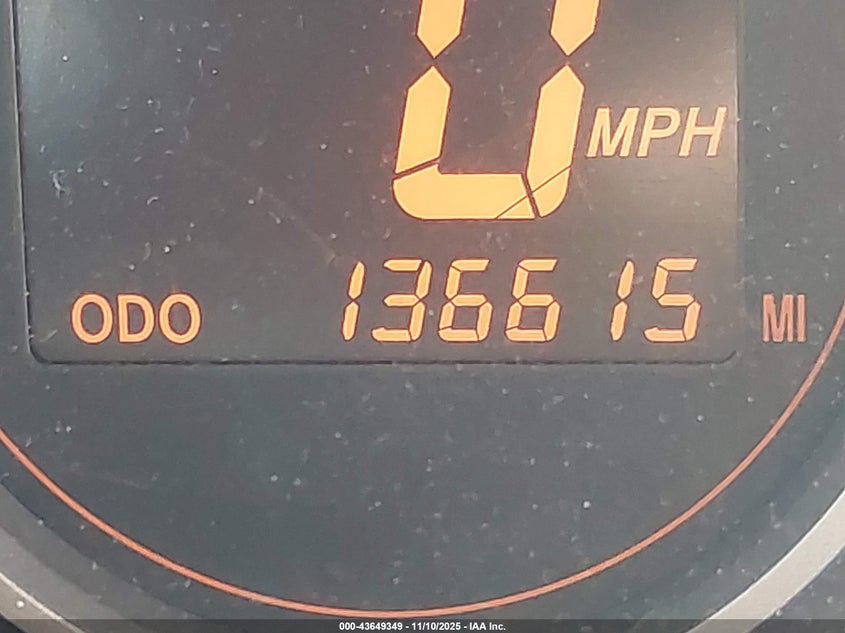 0 MPH
ODO 136615 MI
000-43649349 - 11/10/2025 - IAA Inc.